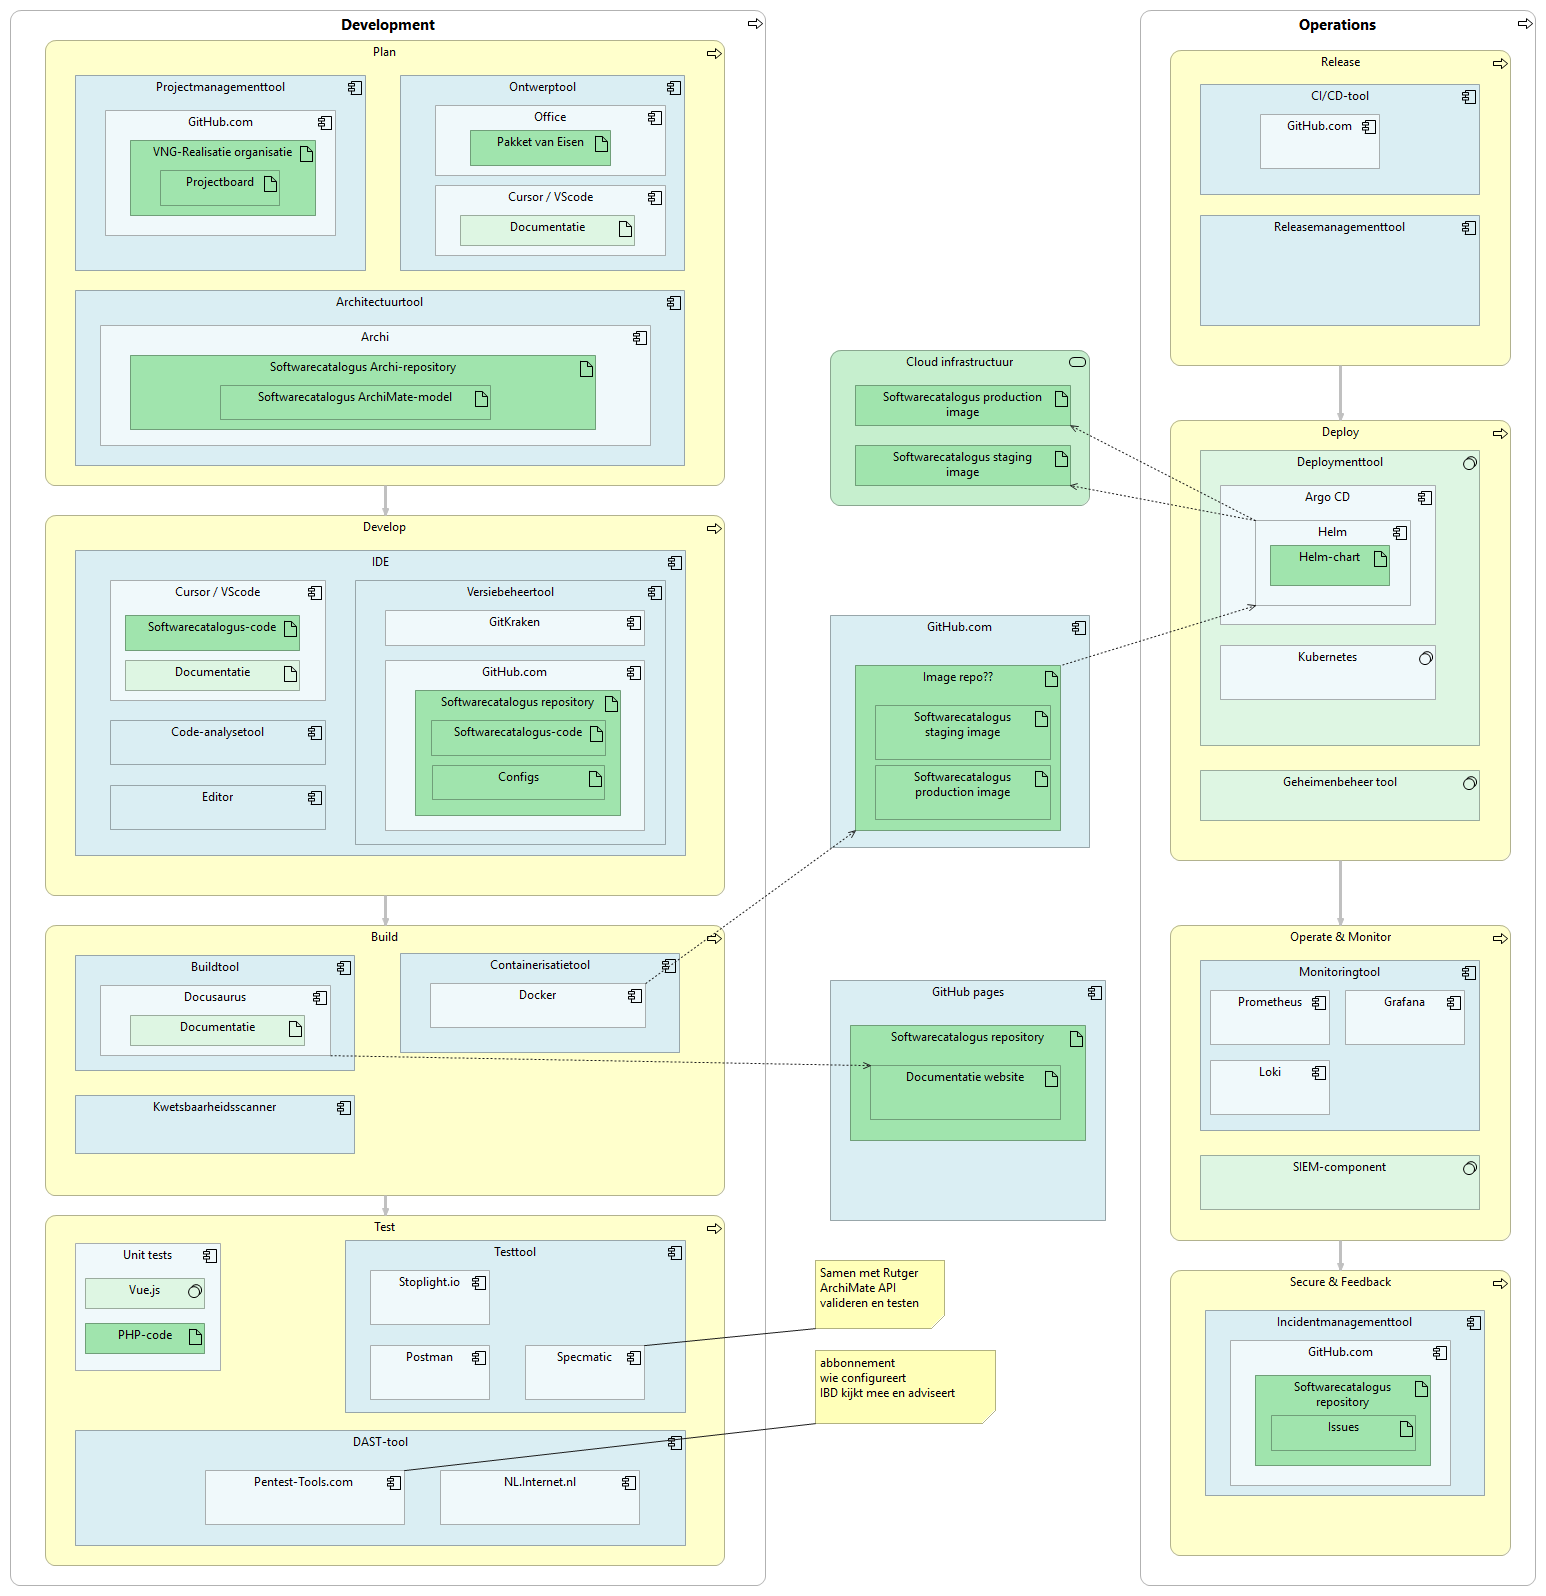 Development
Plan
Projectmanagementtool
GitHub.com
VNG-Realisatie organisatie
Projectboard
Ontwerptool
Office
Pakket van Eisen
Cursor / VScode
Documentatie
Architectuurtool
Archi
Softwarecatalogus Archi-repository
Softwarecatalogus ArchiMate-model
Develop
IDE
Cursor / VScode
Softwarecatalogus-code
Documentatie
Code-analysetool
Editor
Versiebeheertool
GitKraken
GitHub.com
Softwarecatalogus repository
Softwarecatalogus-code
Configs
Build
Buildtool
Docusaurus
Documentatie
Containerisatietool
Docker
Kwetsbaarheidsscanner
Test
Unit tests
Vue.js
PHP-code
Testtool
Stoplight.io
Postman
Specmatic
DAST-tool
Pentest-Tools.com
NL.Internet.nl
Cloud infrastructuur
Softwarecatalogus production
image
Softwarecatalogus staging
image
GitHub.com
Image repo??
Softwarecatalogus
staging image
Softwarecatalogus
production image
GitHub pages
Softwarecatalogus repository
Documentatie website
Samen met Rutger
ArchiMate API
valideren en testen
abbonnement
wie configureert
IBD kijkt mee en adviseert
Operations
Release
CI/CD-tool
GitHub.com
Releasemanagementtool
Deploy
Deploymenttool
Argo CD
Helm
Helm-chart
Kubernetes
Geheimenbeheer tool
Operate & Monitor
Monitoringtool
Prometheus
Grafana
Loki
SIEM-component
Secure & Feedback
Incidentmanagementtool
GitHub.com
Softwarecatalogus
repository
Issues